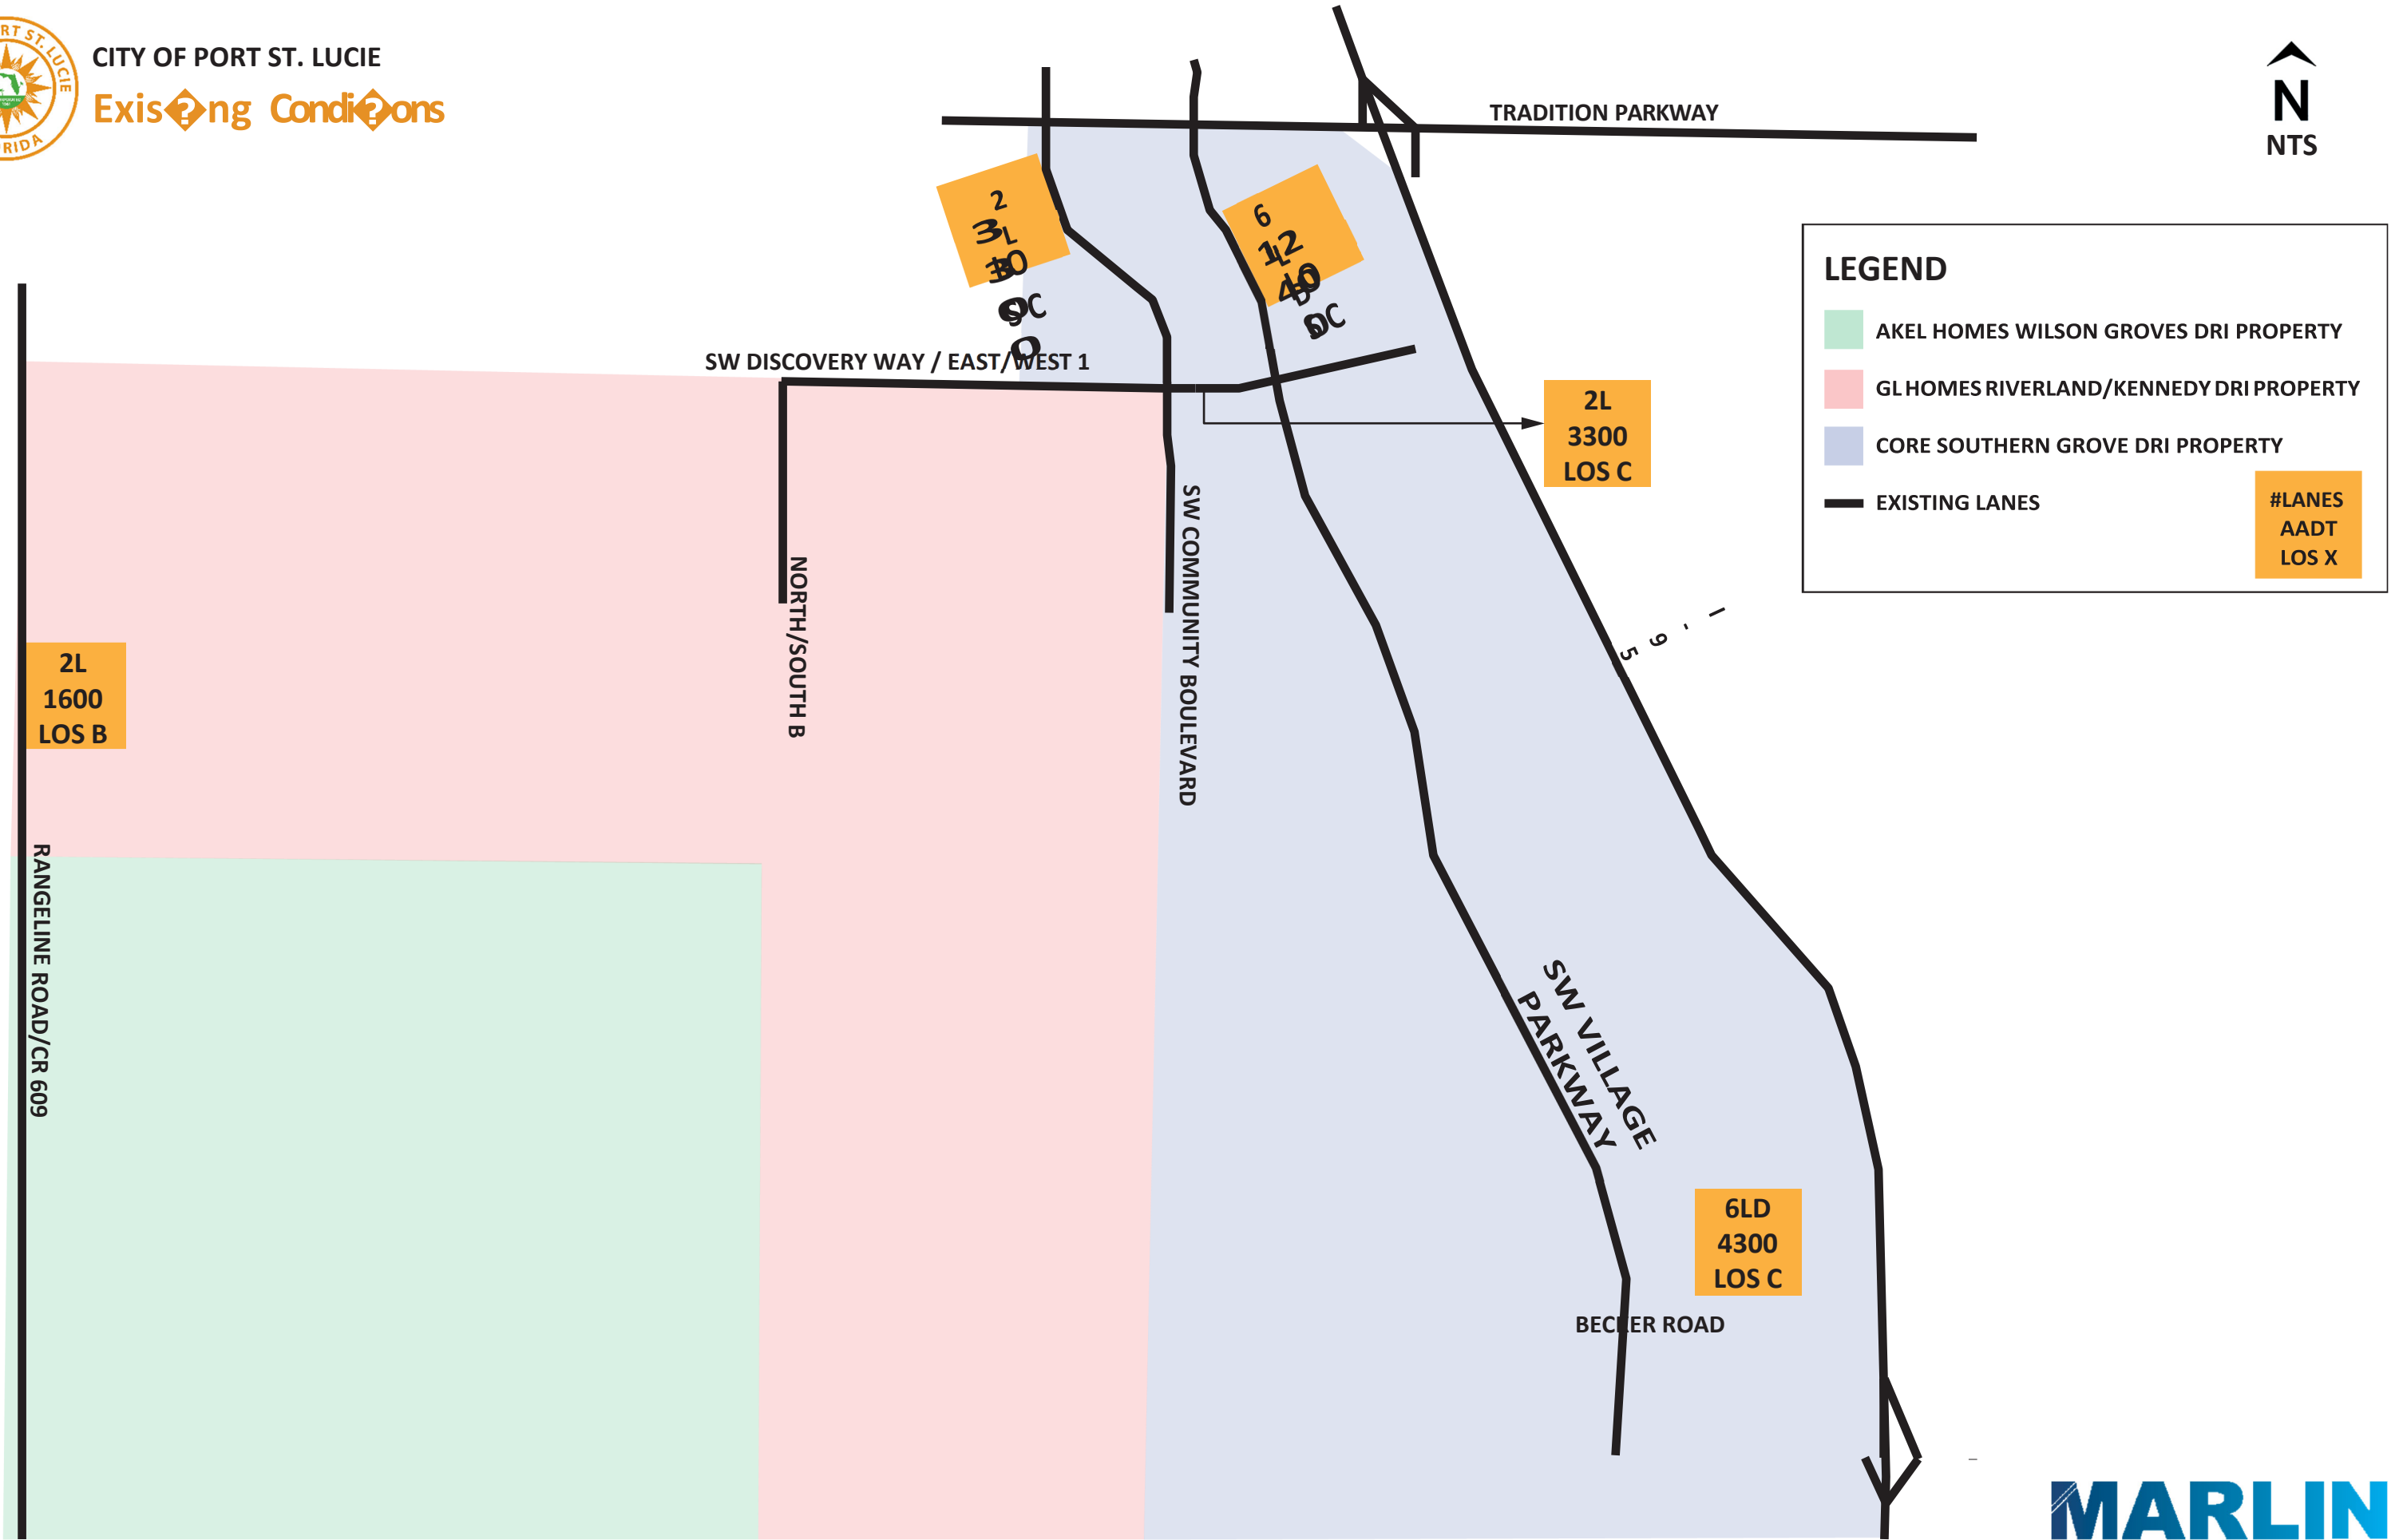 CITY OF PORT ST. LUCIE
Exis�ng Condi�ons
TRADITION PARKWAY
N
NTS
LEGEND
AKEL HOMES WILSON GROVES DRI PROPERTY
GL HOMES RIVERLAND/KENNEDY DRI PROPERTY
CORE SOUTHERN GROVE DRI PROPERTY
EXISTING LANES
#LANES
AADT
LOS X
SW DISCOVERY WAY / EAST/WEST 1
2L
3300
LOS C
NORTH/SOUTH B
SW COMMUNITY BOULEVARD
I-95
2L
1600
LOS B
RANGELINE ROAD/CR 609
SW VILLAGE
PARKWAY
6LD
4300
LOS C
BECKER ROAD
MARLIN